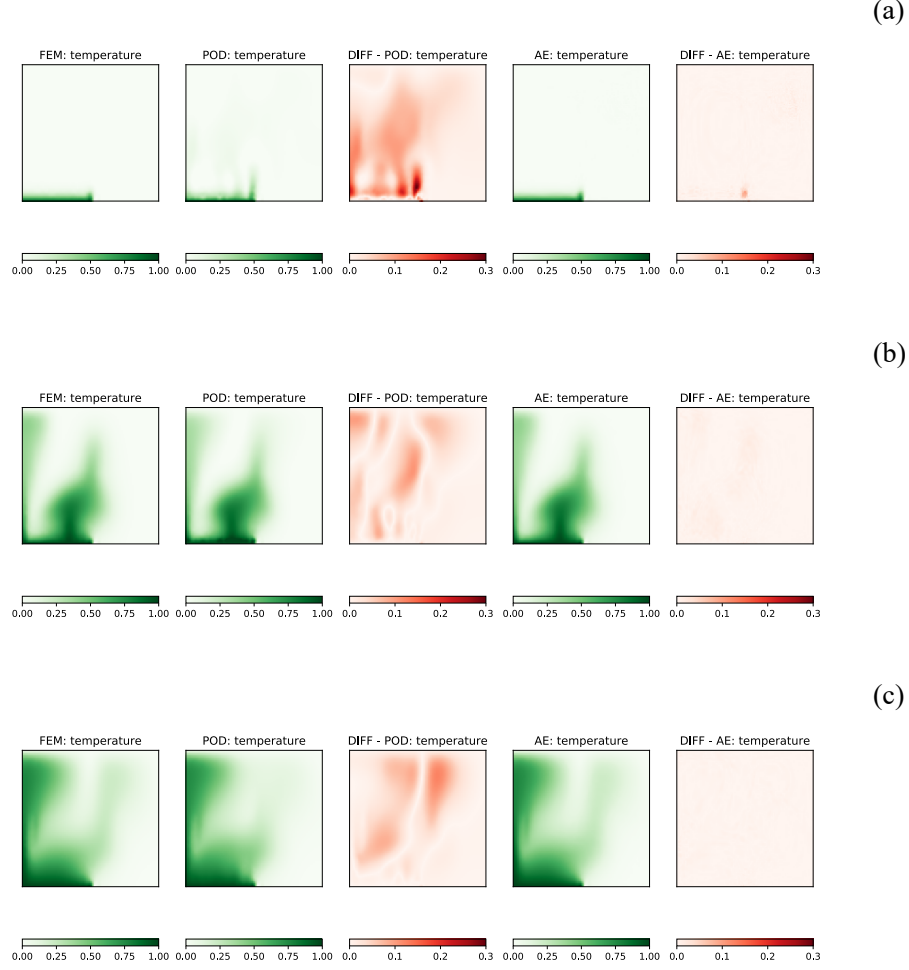 (a)
FEM: temperature POD: temperature DIFF - POD: temperature AE: temperature DIFF - AE: temperature
0.00 0.25 0.50 0.75 1.00 0.00 0.25 0.50 0.75 1.00 0.0 0.1 0.2 0.3 0.00 0.25 0.50 0.75 1.00 0.0 0.1 0.2 0.3
(b)
FEM: temperature POD: temperature DIFF - POD: temperature AE: temperature DIFF - AE: temperature
0.00 0.25 0.50 0.75 1.00 0.00 0.25 0.50 0.75 1.00 0.0 0.1 0.2 0.3 0.00 0.25 0.50 0.75 1.00 0.0 0.1 0.2 0.3
(c)
FEM: temperature POD: temperature DIFF - POD: temperature AE: temperature DIFF - AE: temperature
0.00 0.25 0.50 0.75 1.00 0.00 0.25 0.50 0.75 1.00 0.0 0.1 0.2 0.3 0.00 0.25 0.50 0.75 1.00 0.0 0.1 0.2 0.3